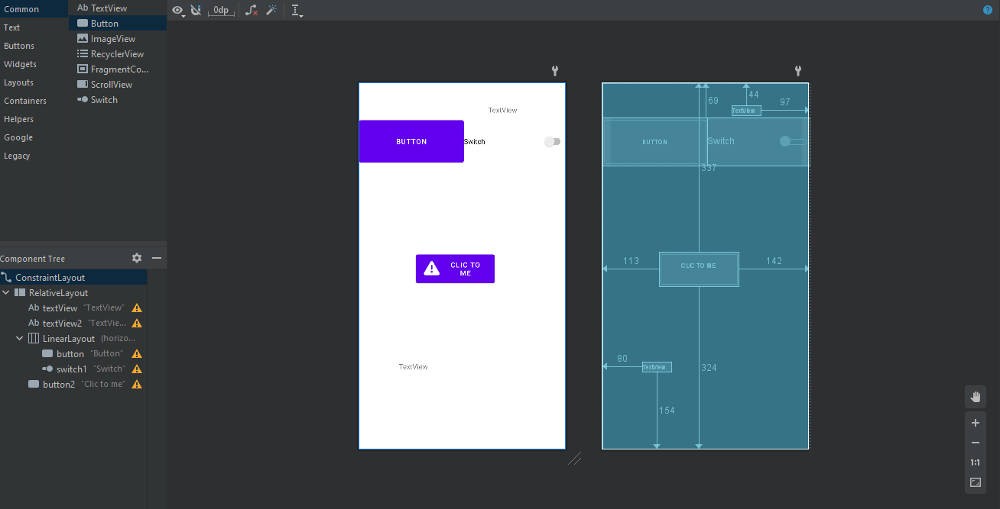 Common
Text
Buttons
Widgets
Layouts
Containers
Helpers
Google
Legacy
Ab TextView
Button
ImageView
RecyclerView
FragmentCo...
ScrollView
Switch
0dp
?
Component Tree
ConstraintLayout
RelativeLayout
Ab textView "TextView"
Ab textView2 "TextVie...
LinearLayout (horizo...
button "Button"
switch1 "Switch"
button2 "Clic to me"
TextView
BUTTON
Switch
CLIC TO
ME
TextView
69
44
97
TextView
BUTTON
Switch
337
113
CLIC TO ME
142
80
TextView
324
154
1:1